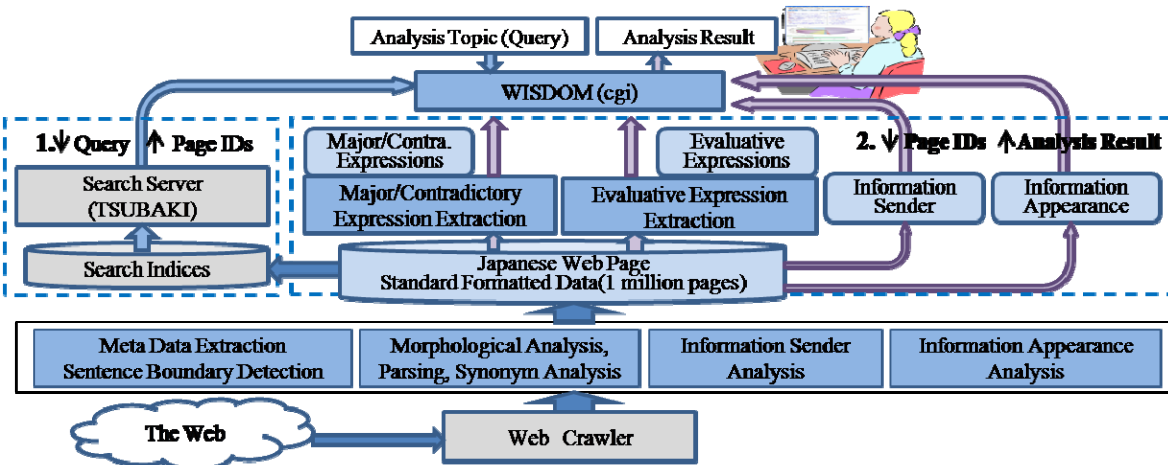 Analysis Topic (Query)
Analysis Result
WISDOM (cgi)
1.↓ Query ↑ Page IDs
Major/Contra.
Expressions
Evaluative
Expressions
2. ↓ Page IDs ↑ Analysis Result
Search Server
(TSUBAKI)
Major/Contradictory
Expression Extraction
Evaluative Expression
Extraction
Information
Sender
Information
Appearance
Search Indices
Japanese Web Page
Standard Formatted Data(1 million pages)
Meta Data Extraction
Sentence Boundary Detection
Morphological Analysis,
Parsing, Synonym Analysis
Information Sender
Analysis
Information Appearance
Analysis
The Web
Web Crawler